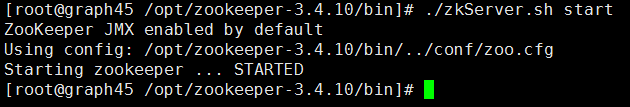 [root@graph45 /opt/zookeeper-3.4.10/bin]# ./zkServer.sh start
ZooKeeper JMX enabled by default
Using config: /opt/zookeeper-3.4.10/bin/../conf/zoo.cfg
Starting zookeeper ... STARTED
[root@graph45 /opt/zookeeper-3.4.10/bin]#